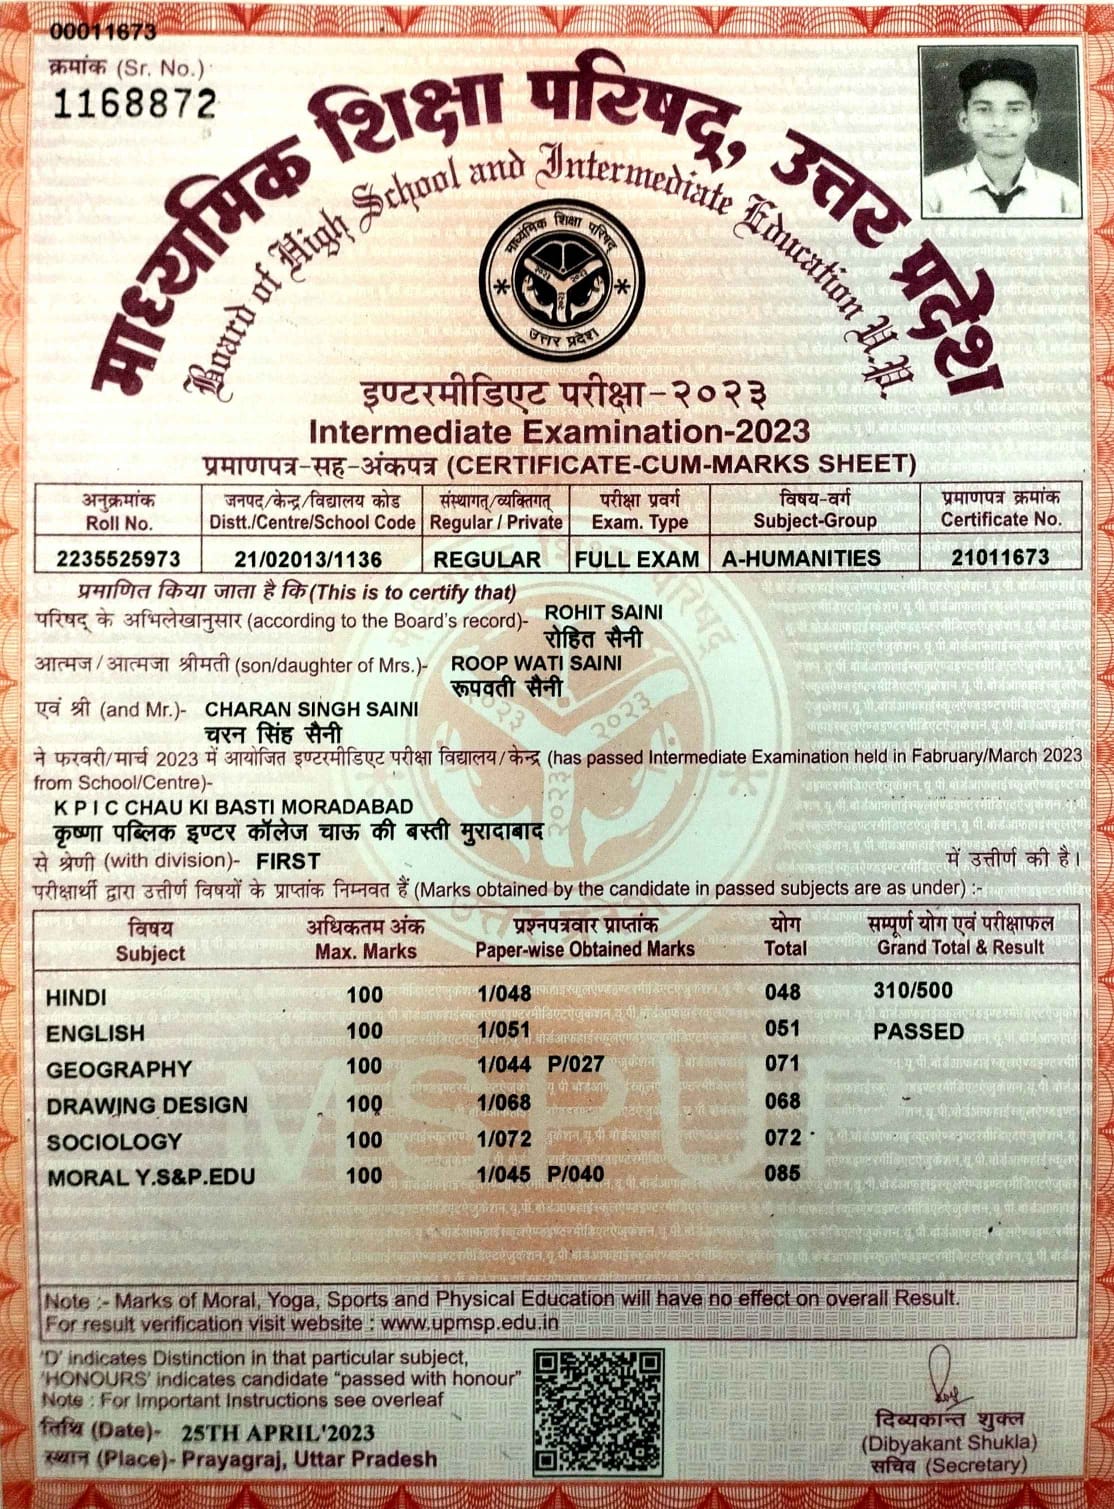 00011673
क्रमांक (Sr. No.)
1168872
माध्यमिक शिक्षा परिषद्, उत्तर प्रदेश
Board of High School and Intermediate Education U.P.
माध्यमिक शिक्षा परिषद्
२०२३ २०२३
२०२३
उत्तर प्रदेश
इण्टरमीडिएट परीक्षा-२०२३
Intermediate Examination-2023
प्रमाणपत्र-सह-अंकपत्र (CERTIFICATE-CUM-MARKS SHEET)
अनुक्रमांक जनपद/केन्द्र/विद्यालय कोड संस्थागत्/व्यक्तिगत् परीक्षा प्रवर्ग विषय-वर्ग प्रमाणपत्र क्रमांक
Roll No. Distt./Centre/School Code Regular / Private Exam. Type Subject-Group Certificate No.
2235525973 21/02013/1136 REGULAR FULL EXAM A-HUMANITIES 21011673
प्रमाणित किया जाता है कि (This is to certify that)
परिषद् के अभिलेखानुसार (according to the Board's record)- ROHIT SAINI
रोहित सैनी
आत्मज/आत्मजा श्रीमती (son/daughter of Mrs.)- ROOP WATI SAINI
रूपवती सैनी
एवं श्री (and Mr.)- CHARAN SINGH SAINI
चरन सिंह सैनी
ने फरवरी/मार्च 2023 में आयोजित इण्टरमीडिएट परीक्षा विद्यालय/केन्द्र (has passed Intermediate Examination held in Fabruary/March 2023
from School/Centre)-
K P I C CHAU KI BASTI MORADABAD
कृष्णा पब्लिक इण्टर कॉलेज चाऊ की बस्ती मुरादाबाद
से श्रेणी (with division)- FIRST में उत्तीर्ण की है।
परीक्षार्थी द्वारा उत्तीर्ण विषयों के प्राप्तांक निम्नवत हैं (Marks obtained by the candidate in passed subjects are as under) :-
विषय अधिकतम अंक प्रश्नपत्रवार प्राप्तांक योग सम्पूर्ण योग एवं परीक्षाफल
Subject Max. Marks Paper-wise Obtained Marks Total Grand Total & Result
HINDI 100 1/048 048 310/500
ENGLISH 100 1/051 051 PASSED
GEOGRAPHY 100 1/044 P/027 071
DRAWING DESIGN 100 1/068 068
SOCIOLOGY 100 1/072 072
MORAL Y.S&P.EDU 100 1/045 P/040 085
MSPUP
Note :- Marks of Moral, Yoga, Sports and Physical Education will have no effect on overall Result.
For result verification visit website : www.upmsp.edu.in
'D' indicates Distinction in that particular subject,
'HONOURS' indicates candidate "passed with honour"
Note : For Important Instructions see overleaf
तिथि (Date)- 25TH APRIL'2023
स्थान (Place)- Prayagraj, Uttar Pradesh
दिव्यकान्त शुक्ल
(Dibyakant Shukla)
सचिव (Secretary)